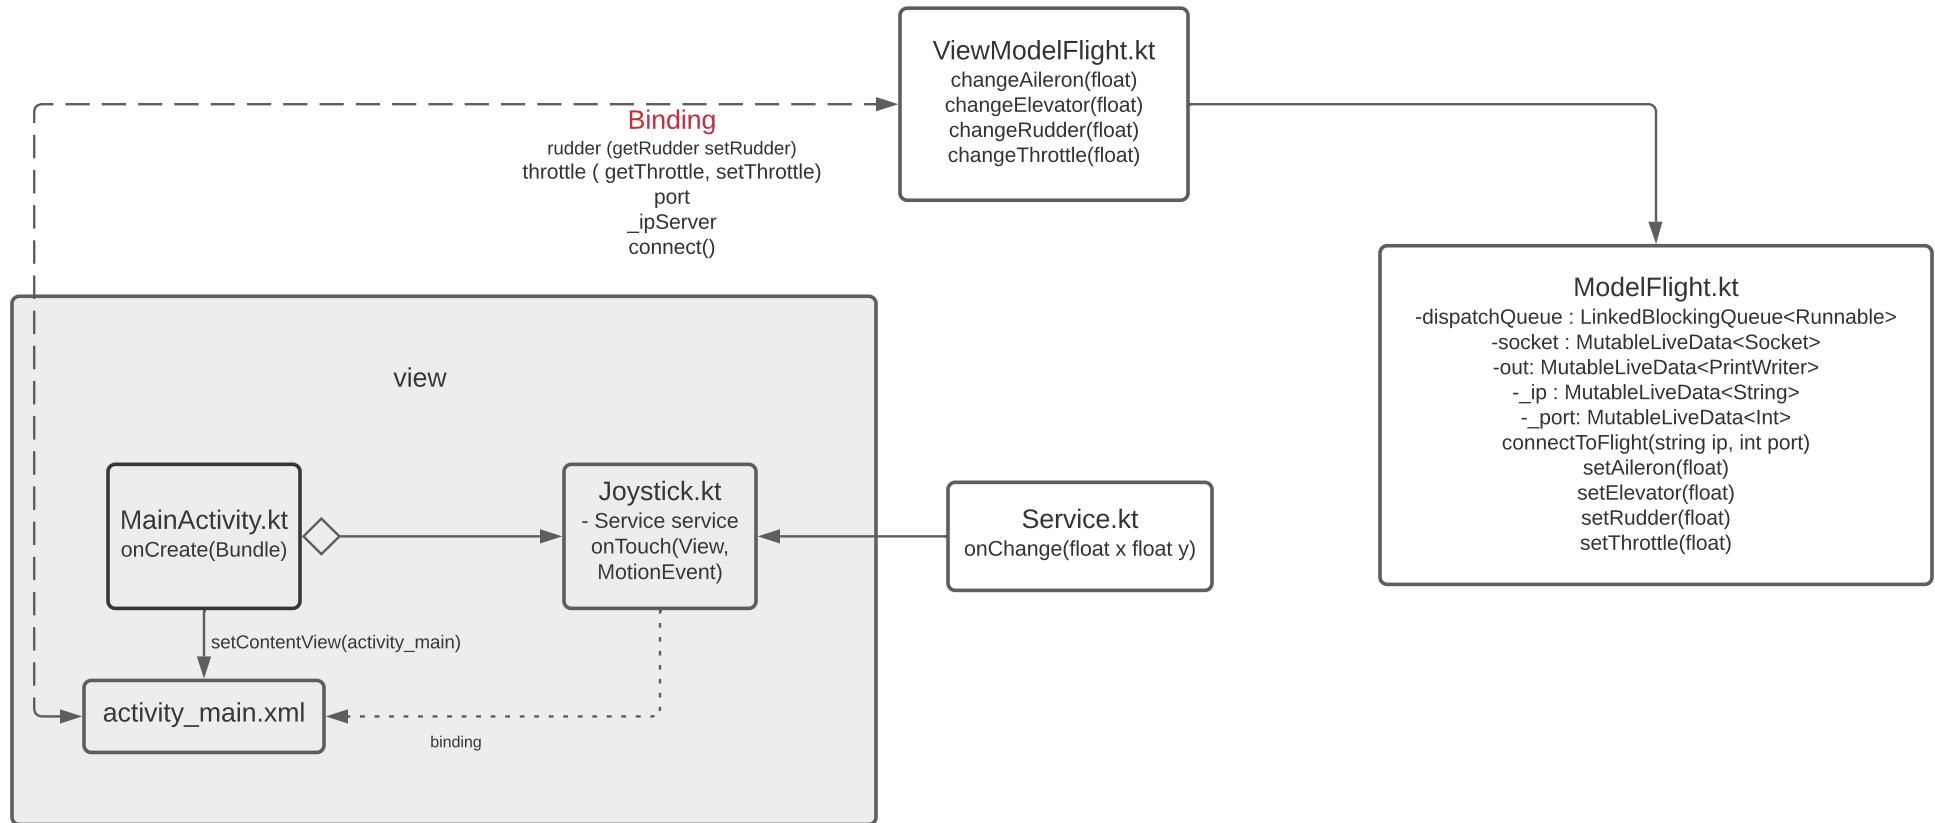 ViewModelFlight.kt
changeAileron(float)
changeElevator(float)
changeRudder(float)
changeThrottle(float)
Binding
rudder (getRudder setRudder)
throttle ( getThrottle, setThrottle)
port
_ipServer
connect()
ModelFlight.kt
-dispatchQueue : LinkedBlockingQueue<Runnable>
-socket : MutableLiveData<Socket>
-out: MutableLiveData<PrintWriter>
-_ip : MutableLiveData<String>
-_port: MutableLiveData<Int>
connectToFlight(string ip, int port)
setAileron(float)
setElevator(float)
setRudder(float)
setThrottle(float)
view
MainActivity.kt
onCreate(Bundle)
Joystick.kt
- Service service
onTouch(View,
MotionEvent)
Service.kt
onChange(float x float y)
setContentView(activity_main)
activity_main.xml
binding